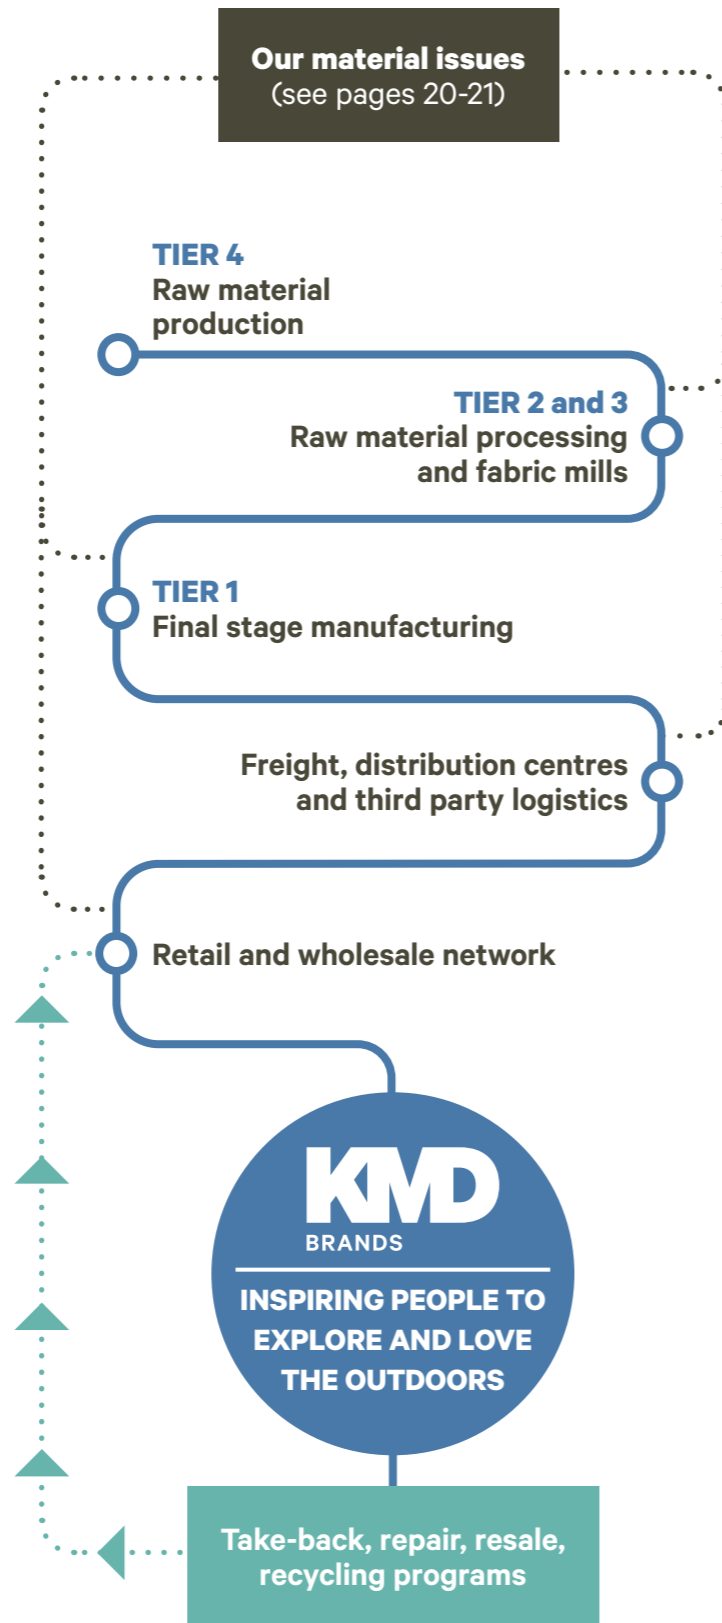 Our material issues
(see pages 20-21)
TIER 4
Raw material
production
TIER 2 and 3
Raw material processing
and fabric mills
TIER 1
Final stage manufacturing
Freight, distribution centres
and third party logistics
Retail and wholesale network
KMD
BRANDS
INSPIRING PEOPLE TO
EXPLORE AND LOVE
THE OUTDOORS
Take-back, repair, resale,
recycling programs